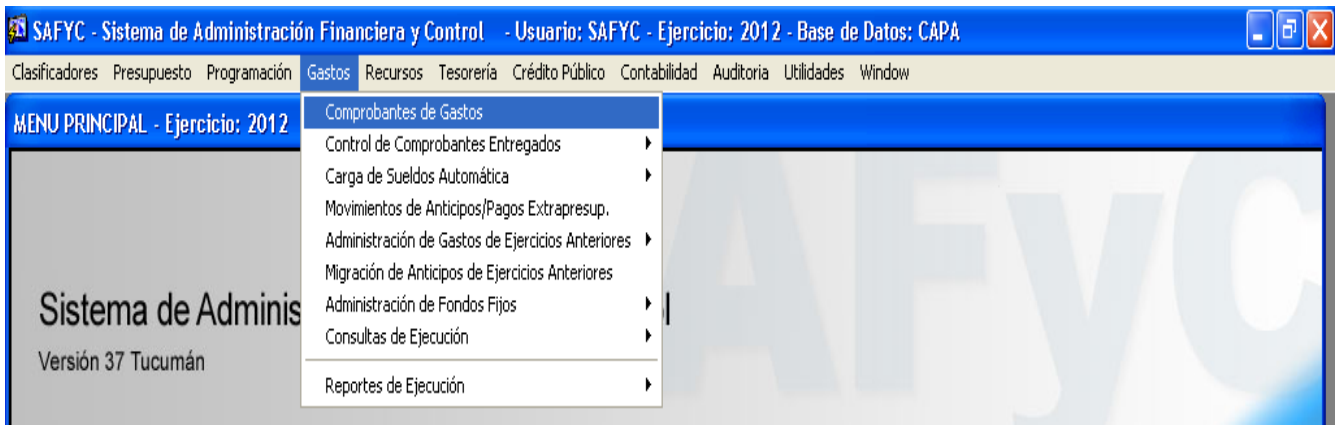 SAFYC - Sistema de Administración Financiera y Control - Usuario: SAFYC - Ejercicio: 2012 - Base de Datos: CAPA
Clasificadores Presupuesto Programación Gastos Recursos Tesorería Crédito Público Contabilidad Auditoria Utilidades Window
MENU PRINCIPAL - Ejercicio: 2012
Comprobantes de Gastos
Control de Comprobantes Entregados
Carga de Sueldos Automática
Movimientos de Anticipos/Pagos Extrapresup.
Administración de Gastos de Ejercicios Anteriores
Migración de Anticipos de Ejercicios Anteriores
Administración de Fondos Fijos
Consultas de Ejecución
Reportes de Ejecución
SAFyC
Sistema de Adminis
Versión 37 Tucumán